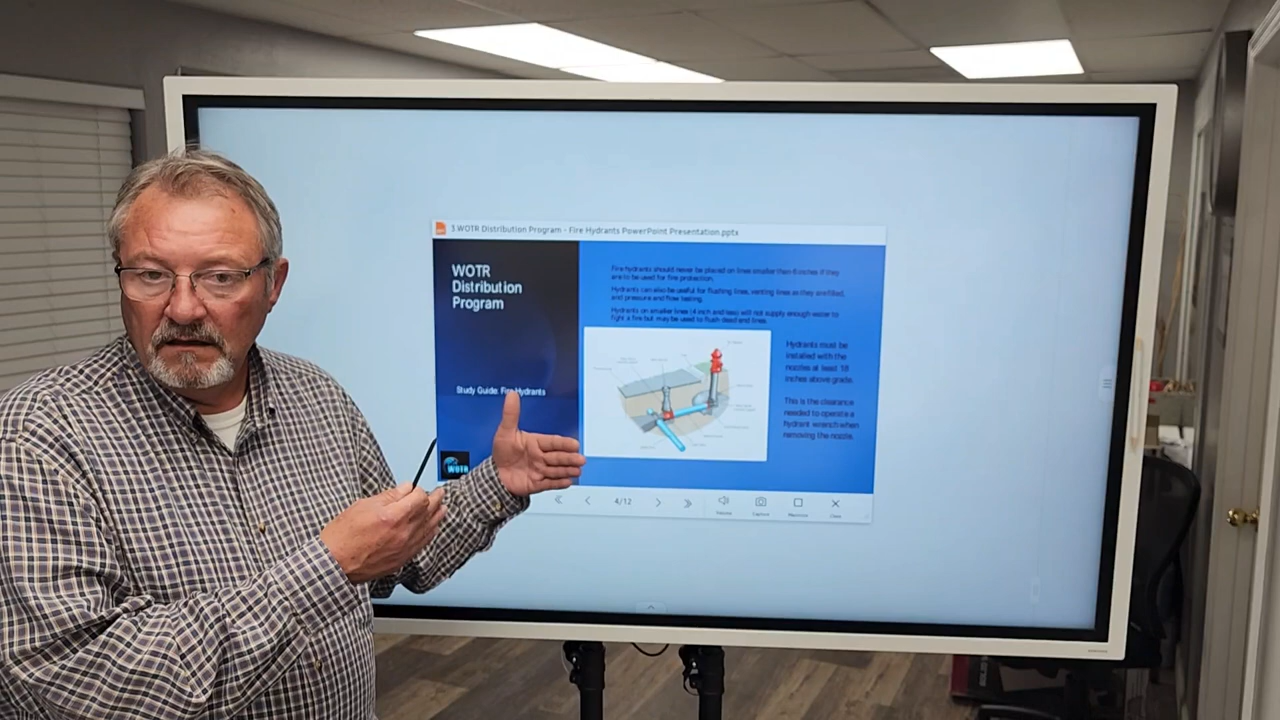 3.WOTR Distribution Program - Fire Hydrants PowerPoint Presentation.pptx
WOTR
Distribution
Program
Study Guide: Fire Hydrants
WOTR
Fire hydrants should never be placed on lines smaller than 6 inches if they
are to be used for fire protection.
Hydrants can also be useful for flushing lines, venting lines as they are filled,
and pressure and flow testing.
Hydrants on smaller lines (4 inch and less) will not supply enough water to
fight a fire but may be used to flush dead end lines.
Hydrants must be
installed with the
nozzles at least 18
inches above grade.
This is the clearance
needed to operate a
hydrant wrench when
removing the nozzle.
4/12
Capture
Close